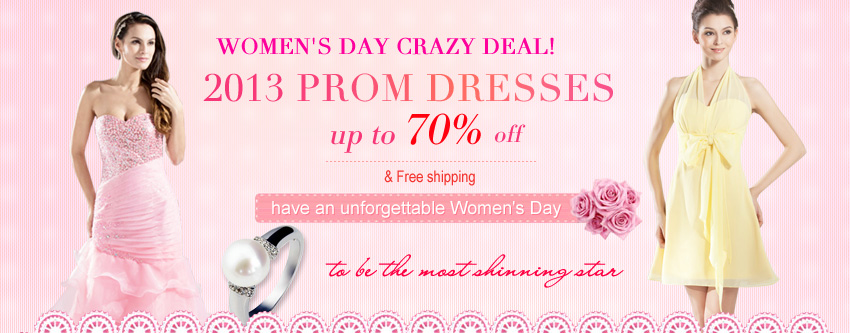 WOMEN'S DAY CRAZY DEAL!
2013 PROM DRESSES
up to 70% off
& Free shipping
have an unforgettable Women's Day
to be the most shinning star